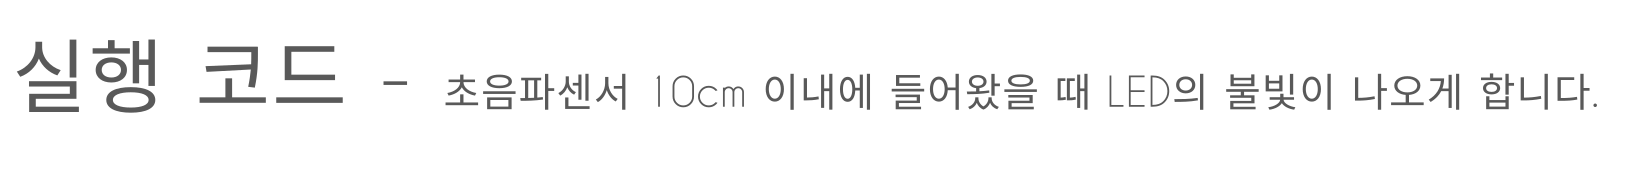 실행 코드 - 초음파센서 10cm 이내에 들어왔을 때 LED의 불빛이 나오게 합니다.